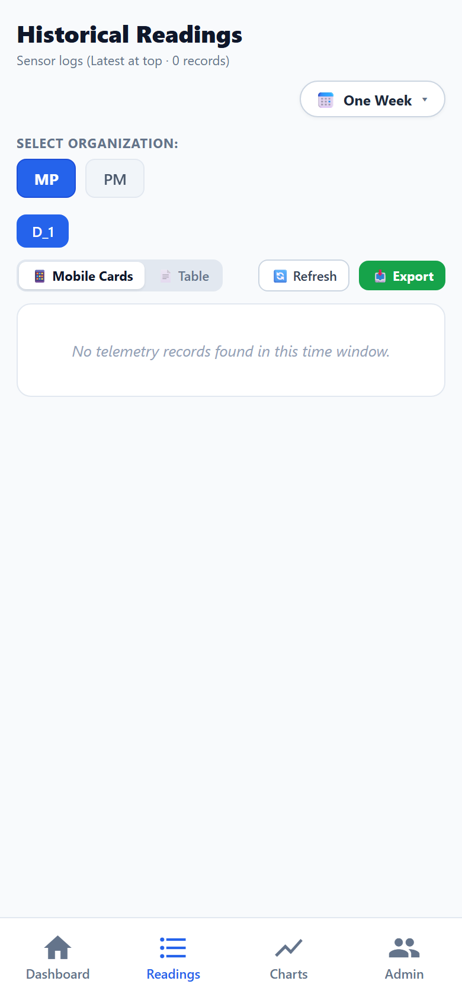 Historical Readings
Sensor logs (Latest at top · 0 records)
One Week
SELECT ORGANIZATION:
MP PM
D_1
Mobile Cards Table Refresh Export
No telemetry records found in this time window.
Dashboard Readings Charts Admin